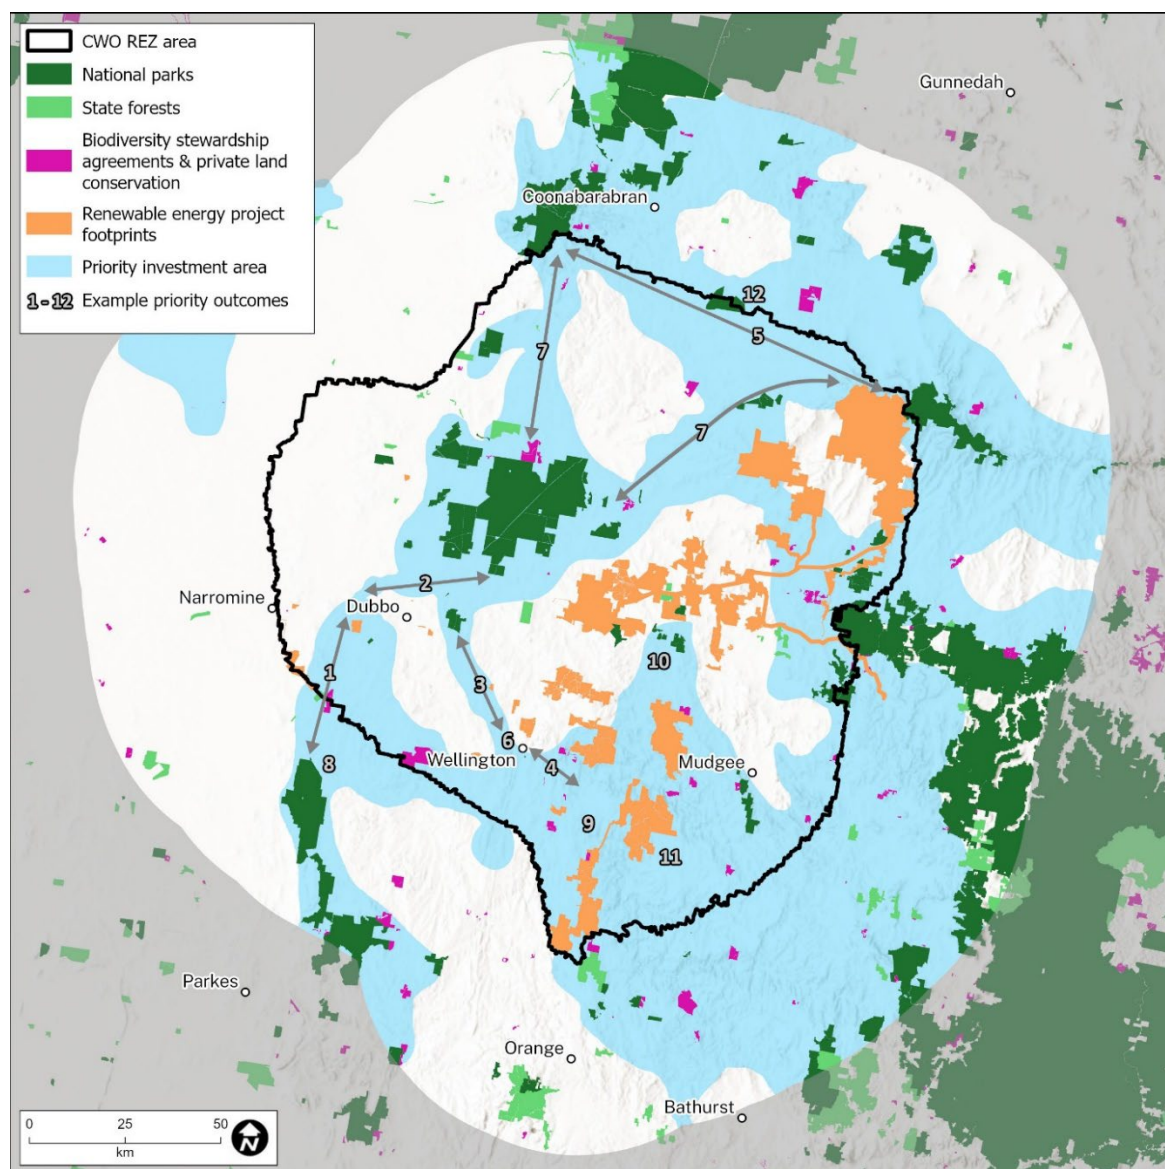 CWO REZ area
National parks
State forests
Biodiversity stewardship
agreements & private land
conservation
Renewable energy project
footprints
Priority investment area
1 - 12 Example priority outcomes
Gunnedah
Coonabarabran
12
5
7
7
2
Narromine
Dubbo
1
3
10
6
Wellington
4
Mudgee
8
9
11
Parkes
Orange
Bathurst
0 25 50
km
N